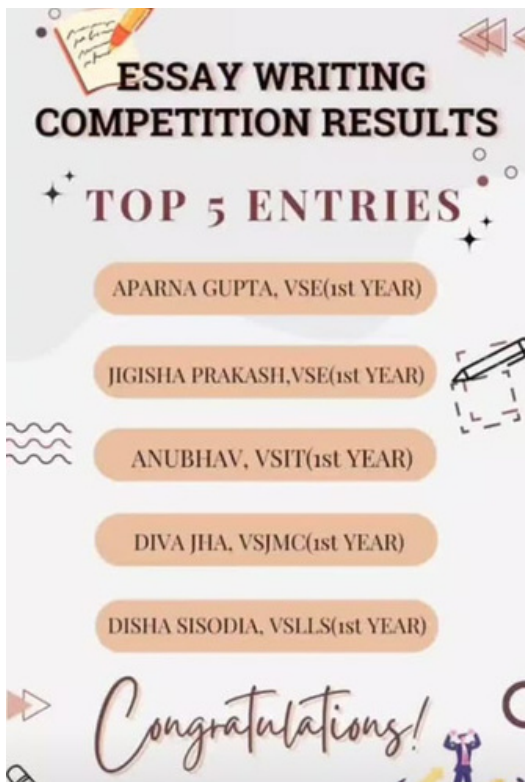 ESSAY WRITING
COMPETITION RESULTS
TOP 5 ENTRIES
APARNA GUPTA, VSE(1st YEAR)
JIGISHA PRAKASH,VSE(1st YEAR)
ANUBHAV, VSIT(1st YEAR)
DIVA JHA, VSJMC(1st YEAR)
DISHA SISODIA, VSLLS(1st YEAR)
Congratulations!